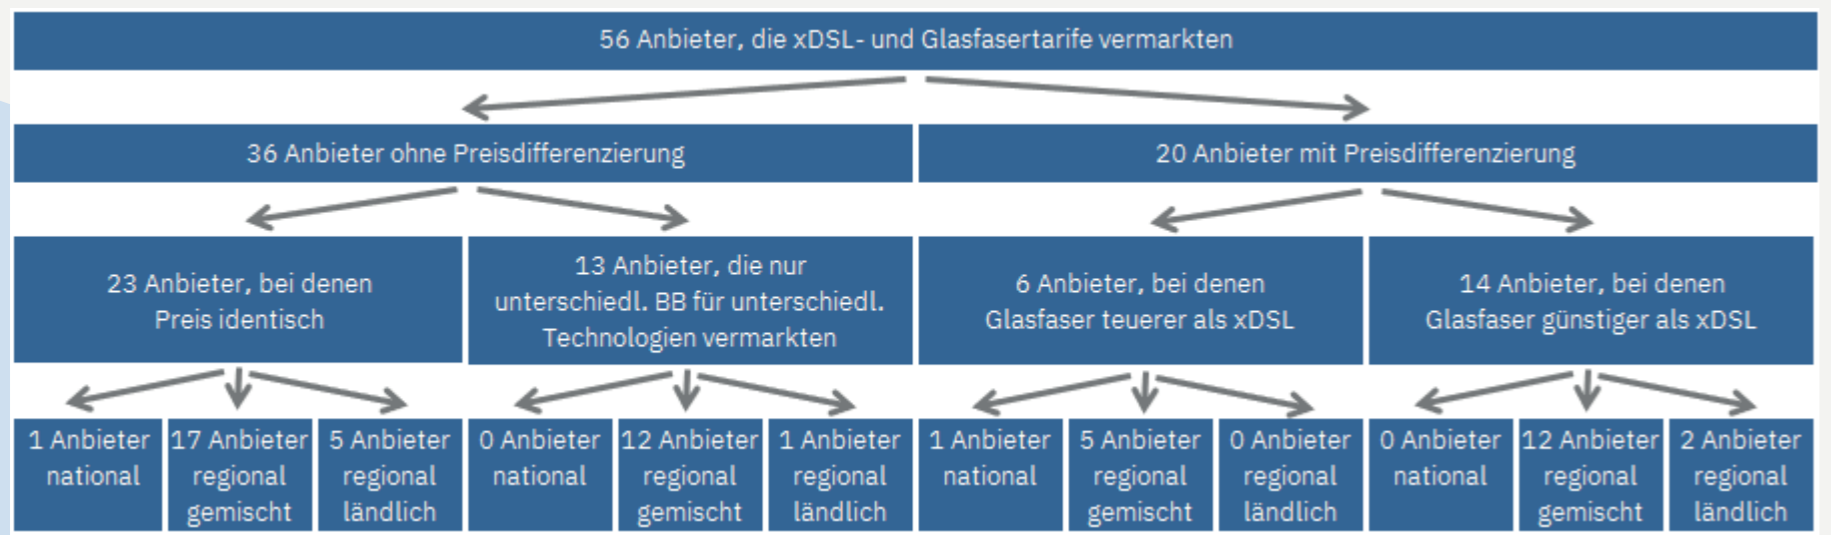 56 Anbieter, die xDSL- und Glasfasertarife vermarkten
36 Anbieter ohne Preisdifferenzierung
20 Anbieter mit Preisdifferenzierung
23 Anbieter, bei denen
Preis identisch
13 Anbieter, die nur
unterschiedl. BB für unterschiedl.
Technologien vermarkten
6 Anbieter, bei denen
Glasfaser teuerer als xDSL
14 Anbieter, bei denen
Glasfaser günstiger als xDSL
1 Anbieter
national
17 Anbieter
regional
gemischt
5 Anbieter
regional
ländlich
0 Anbieter
national
12 Anbieter
regional
gemischt
1 Anbieter
regional
ländlich
1 Anbieter
national
5 Anbieter
regional
gemischt
0 Anbieter
regional
ländlich
0 Anbieter
national
12 Anbieter
regional
gemischt
2 Anbieter
regional
ländlich